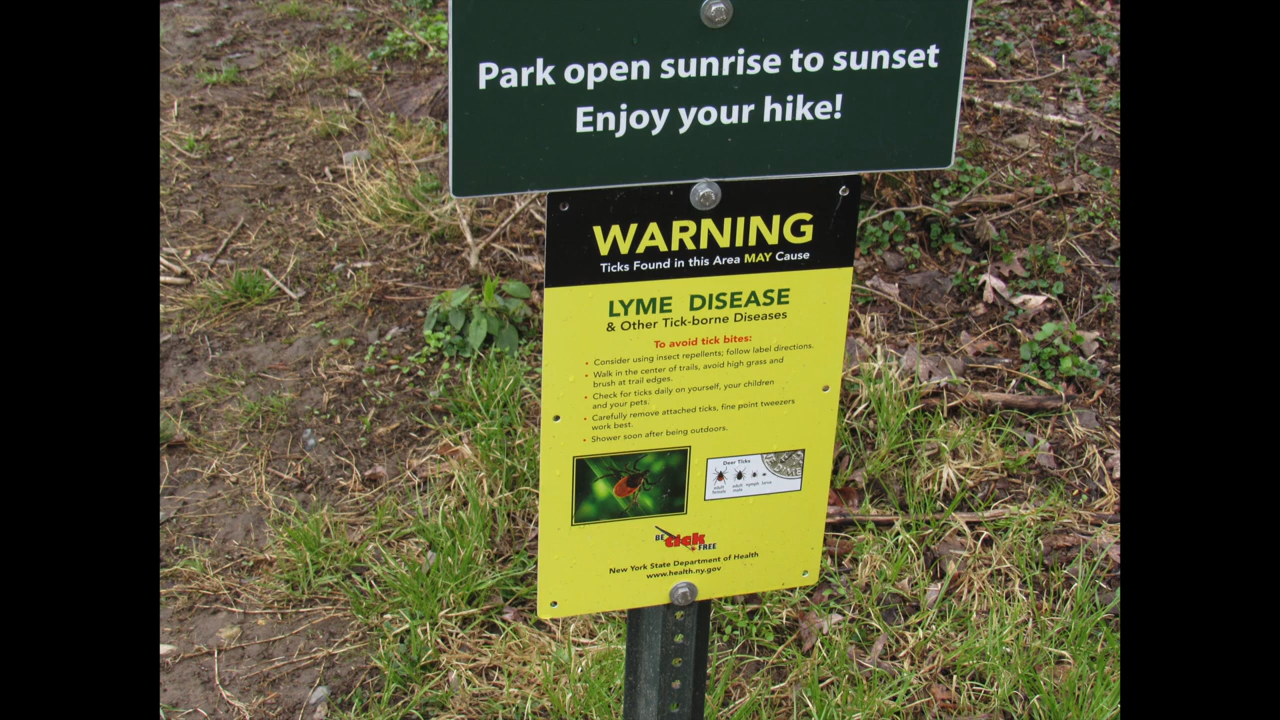 Park open sunrise to sunset
Enjoy your hike!
WARNING
Ticks Found in this Area MAY Cause
LYME DISEASE
& Other Tick-borne Diseases
To avoid tick bites:
• Consider using insect repellents; follow label directions.
• Walk in the center of trails, avoid high grass and
brush at trail edges.
• Check for ticks daily on yourself, your children
and your pets.
• Carefully remove attached ticks, fine point tweezers
work best.
• Shower soon after being outdoors.
Deer Ticks
adult female adult male nymph larva
BE tick FREE
New York State Department of Health
www.health.ny.gov